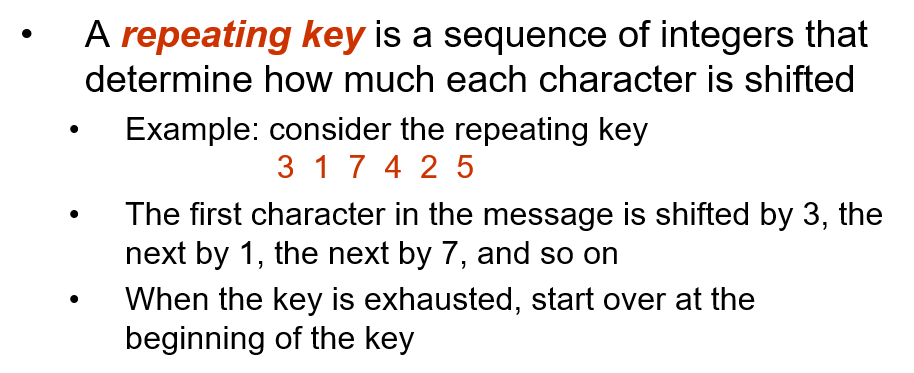 • A repeating key is a sequence of integers that
determine how much each character is shifted
• Example: consider the repeating key
3 1 7 4 2 5
• The first character in the message is shifted by 3, the
next by 1, the next by 7, and so on
• When the key is exhausted, start over at the
beginning of the key